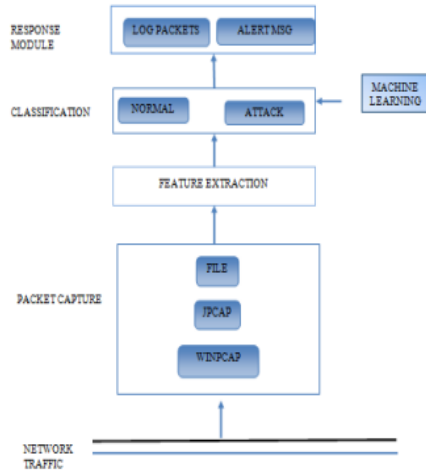 RESPONSE
MODULE
LOG PACKETS
ALERT MSG
CLASSIFICATION
NORMAL
ATTACK
MACHINE
LEARNING
FEATURE EXTRACTION
PACKET CAPTURE
FILE
JPCAP
WINPCAP
NETWORK
TRAFFIC